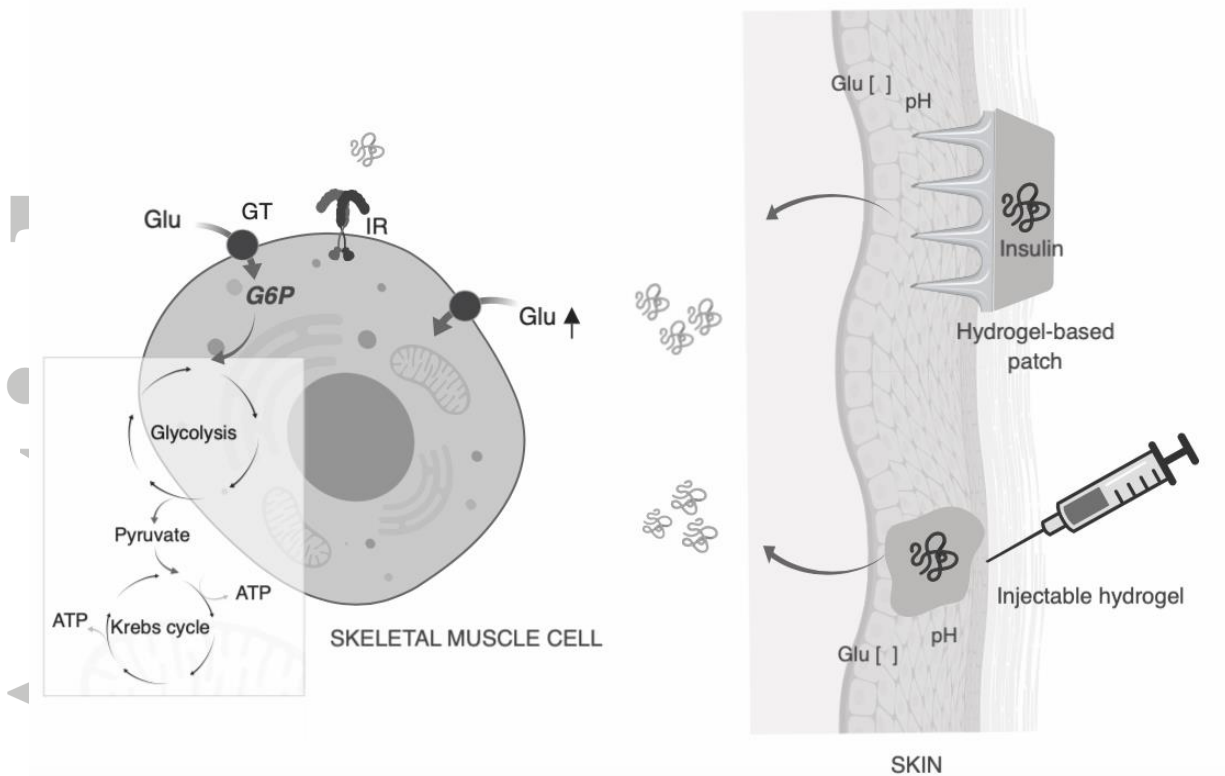 Glu
GT
IR
G6P
Glu
Glycolysis
Pyruvate
ATP
ATP
Krebs cycle
SKELETAL MUSCLE CELL
Glu [ ]
pH
Insulin
Hydrogel-based
patch
Injectable hydrogel
pH
Glu [ ]
SKIN